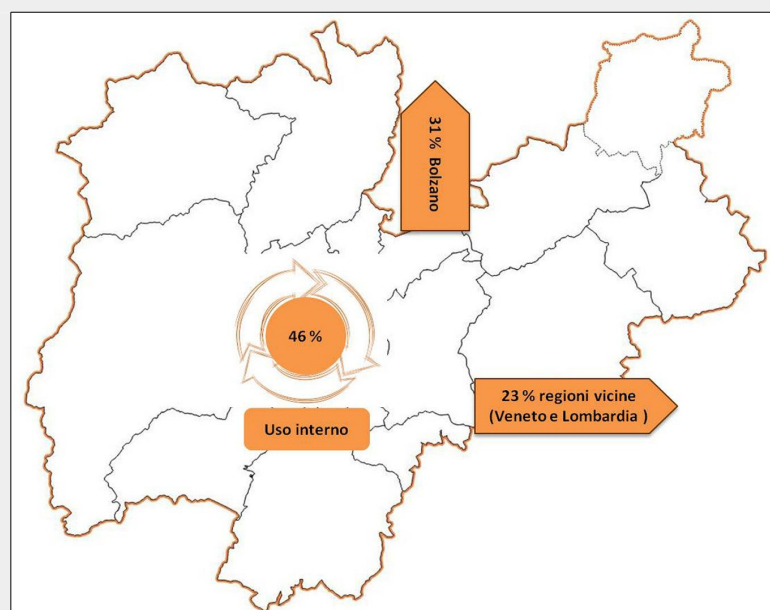 31 % Bolzano
46 %
23 % regioni vicine
(Veneto e Lombardia )
Uso interno